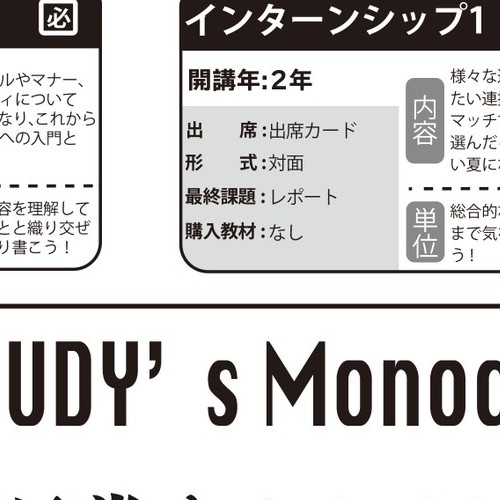 必
ルやマナー、
ィについて
なり、これから
への入門と
容を理解して
とと織り交ぜ
り書こう！
インターンシップ1
開講年:2年
出　席:出席カード
形　式:対面
最終課題:レポート
購入教材:なし
内容
様々な
たい連
マッチ
選んだ
い夏に
単位
総合的な
まで気
う！
UDY's Mono